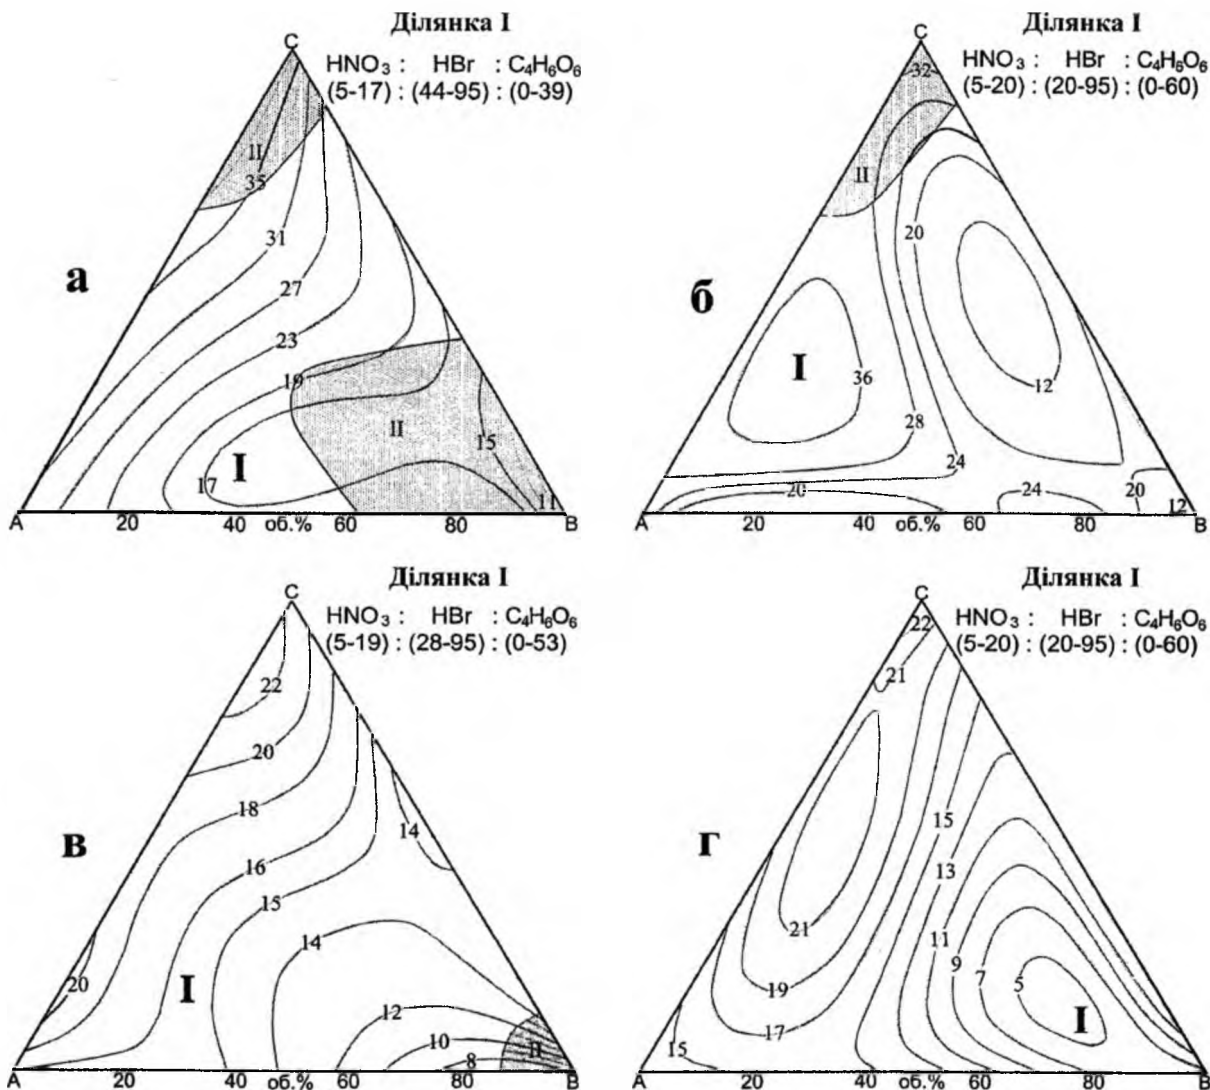 Ділянка I
C
HNO₃ : HBr : C₄H₆O₆
(5-17) : (44-95) : (0-39)
II
35
31
а
27
23
19
II
15
I
17
11
A 20 40 об.% 60 80 B
Ділянка I
C
HNO₃ : HBr : C₄H₆O₆
(5-20) : (20-95) : (0-60)
32
II
20
б
I
36
12
28
24
20
24
20
12
A 20 40 об.% 60 80 B
Ділянка I
C
HNO₃ : HBr : C₄H₆O₆
(5-19) : (28-95) : (0-53)
22
20
18
14
в
16
15
14
20
I
12
10
II
8
A 20 40 об.% 60 80 B
Ділянка I
C
HNO₃ : HBr : C₄H₆O₆
(5-20) : (20-95) : (0-60)
22
21
15
г
13
21
11
9
7
5
19
I
17
15
A 20 40 об.% 60 80 B